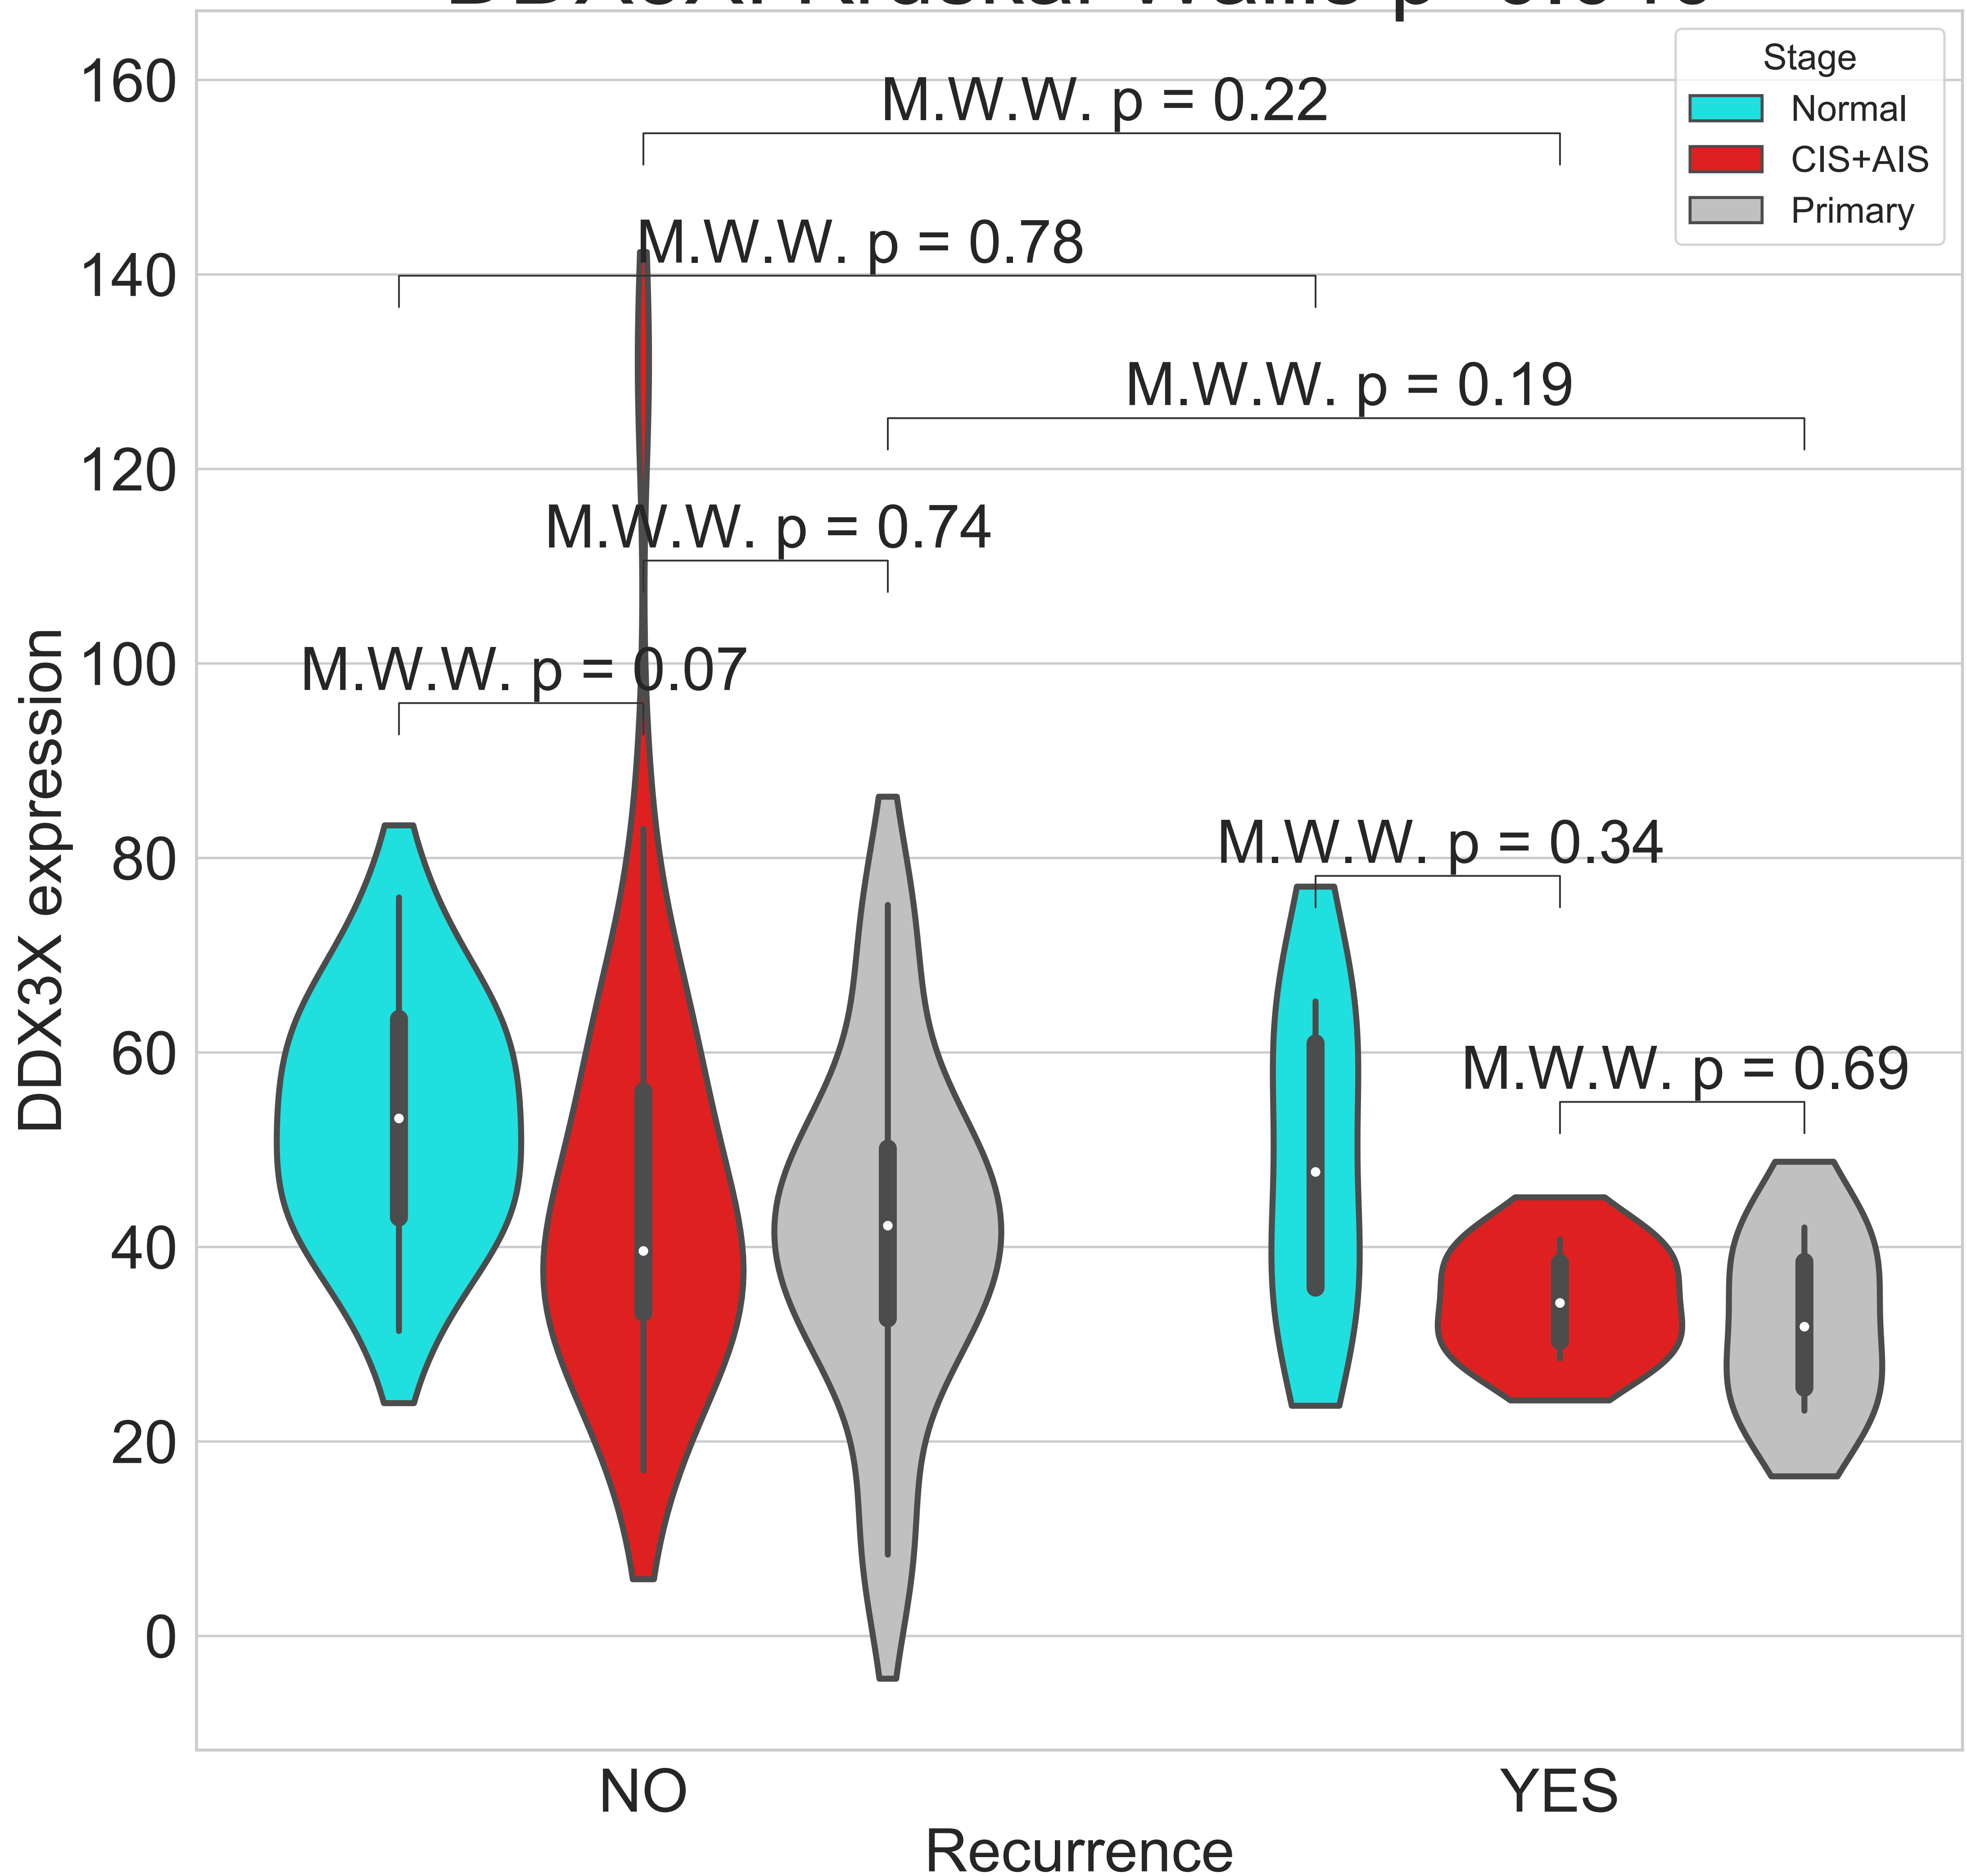 Stage
Normal
CIS+AIS
Primary
M.W.W. p = 0.22
M.W.W. p = 0.78
M.W.W. p = 0.19
M.W.W. p = 0.74
M.W.W. p = 0.07
M.W.W. p = 0.34
M.W.W. p = 0.69
160
140
120
100
80
60
40
20
0
DDX3X expression
NO
YES
Recurrence